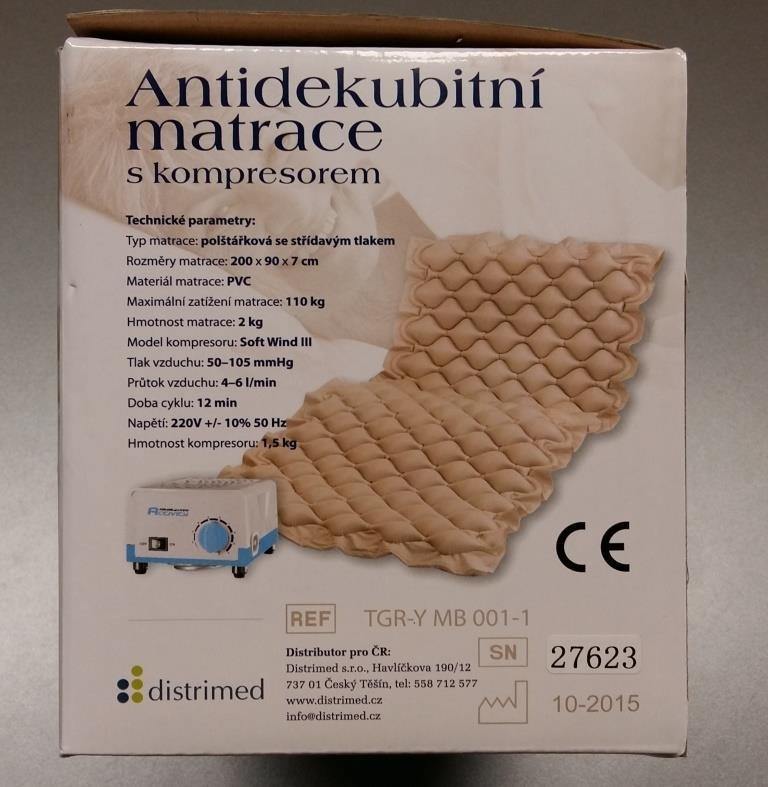 Antidekubitní
matrace
s kompresorem
Technické parametry:
Typ matrace: polštářková se střídavým tlakem
Rozměry matrace: 200 x 90 x 7 cm
Materiál matrace: PVC
Maximální zatížení matrace: 110 kg
Hmotnost matrace: 2 kg
Model kompresoru: Soft Wind III
Tlak vzduchu: 50–105 mmHg
Průtok vzduchu: 4–6 l/min
Doba cyklu: 12 min
Napětí: 220V +/- 10% 50 Hz
Hmotnost kompresoru: 1,5 kg
CE
REF TGR-Y MB 001-1
Distributor pro ČR:
Distrimed s.r.o., Havlíčkova 190/12
737 01 Český Těšín, tel: 558 712 577
www.distrimed.cz
info@distrimed.cz
distrimed
SN 27623
10-2015